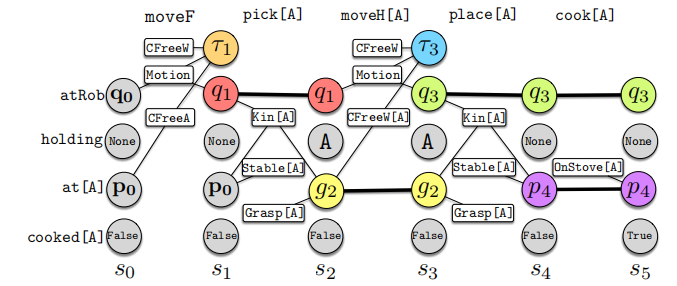 moveF pick[A] moveH[A] place[A] cook[A]
CFreeW τ₁ CFreeW τ₃
Motion Motion
atRob q₀ q₁ q₁ q₃ q₃ q₃
CFreeA Kin[A] CFreeW[A] Kin[A]
holding None None A A None None
Stable[A] Stable[A] OnStove[A]
at[A] p₀ p₀ g₂ g₂ p₄ p₄
Grasp[A] Grasp[A]
cooked[A] False False False False False True
s₀ s₁ s₂ s₃ s₄ s₅